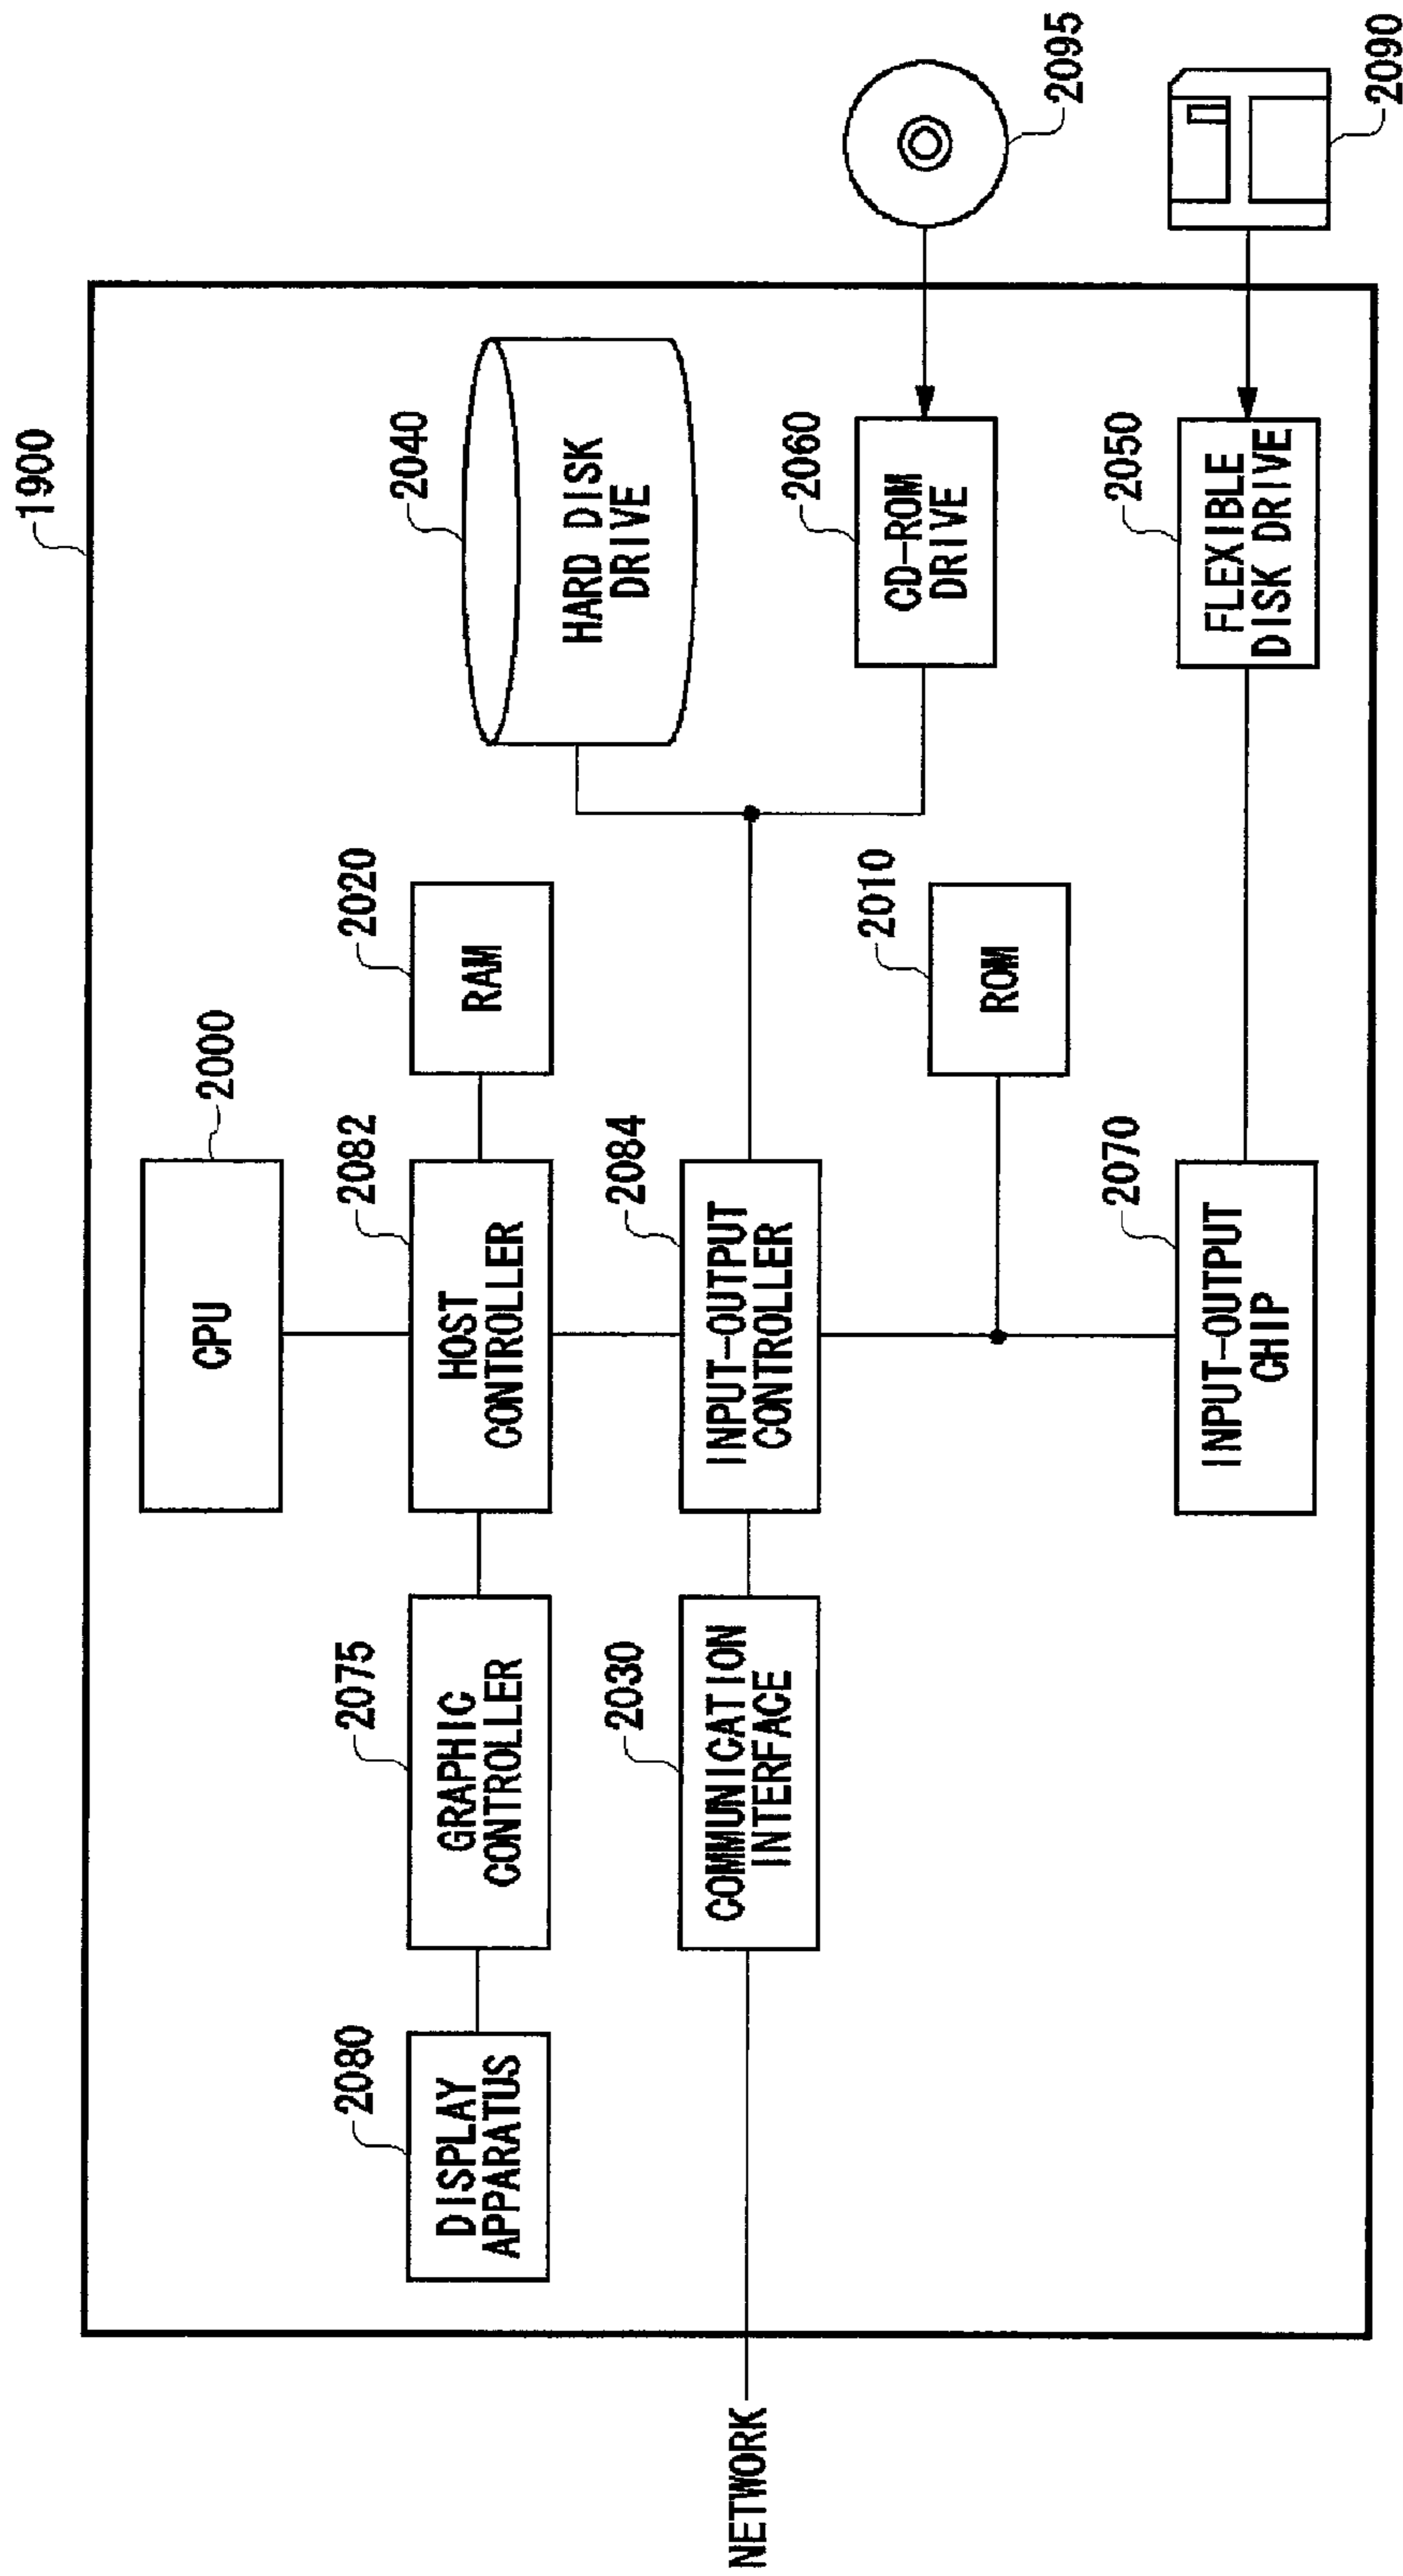 1900
CPU
2000
2080
DISPLAY
APPARATUS
2075
GRAPHIC
CONTROLLER
2082
HOST
CONTROLLER
2020
RAM
2040
HARD DISK
DRIVE
NETWORK
2030
COMMUNICATION
INTERFACE
2084
INPUT-OUTPUT
CONTROLLER
2010
ROM
2060
CD-ROM
DRIVE
2095
2070
INPUT-OUTPUT
CHIP
2050
FLEXIBLE
DISK DRIVE
2090